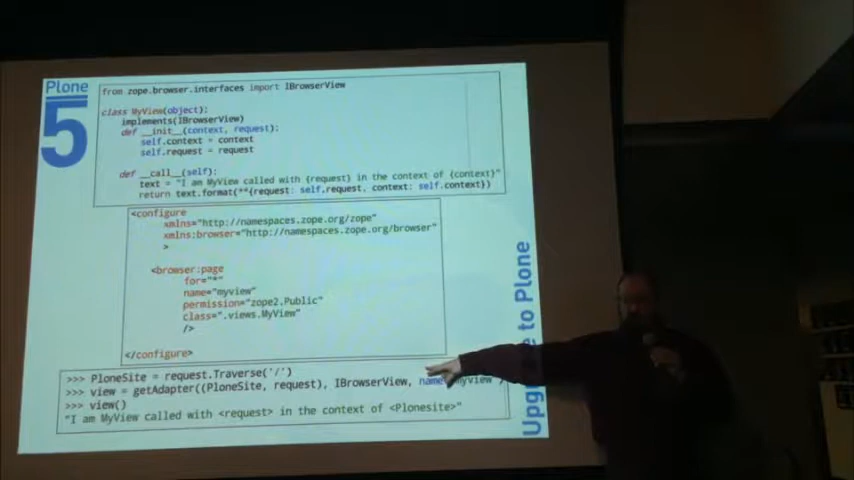 Plone
5
from zope.browser.interfaces import IBrowserView
class MyView(object):
implements(IBrowserView)
def __init__(context, request):
self.context = context
self.request = request
def __call__(self):
text = "I am MyView called with {request} in the context of {context}"
return text.format(**{request: self.request, context: self.context})
<configure
xmlns="http://namespaces.zope.org/zope"
xmlns:browser="http://namespaces.zope.org/browser"
>
<browser:page
for="*"
name="myview"
permission="zope2.Public"
class=".views.MyView"
/>
</configure>
>>> PloneSite = request.Traverse('/')
>>> view = getAdapter((PloneSite, request), IBrowserView, name myview )
>>> view()
"I am MyView called with <request> in the context of <Plonesite>"
Upg e to Plone